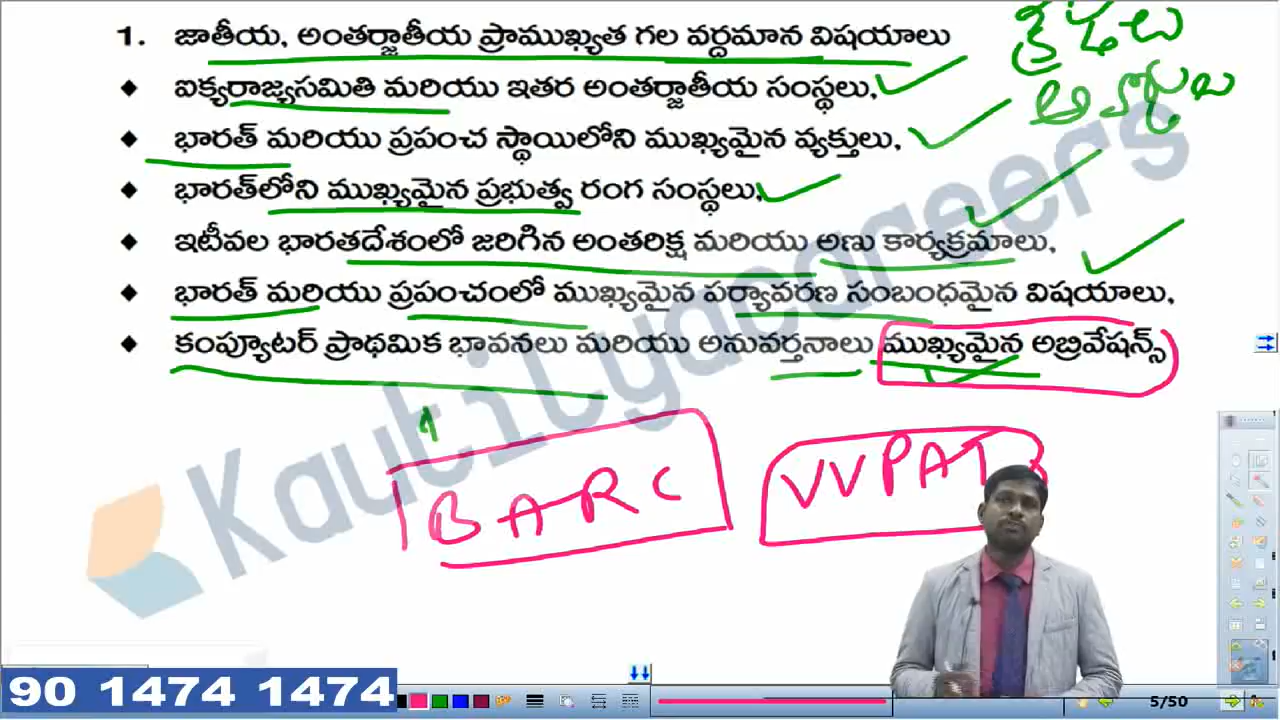 1. జాతీయ, అంతర్జాతీయ ప్రాముఖ్యత గల వర్దమాన విషయాలు
క్రీడలు
♦ ఐక్యరాజ్యసమితి మరియు ఇతర అంతర్జాతీయ సంస్థలు,
♦ భారత్ మరియు ప్రపంచ స్థాయిలోని ముఖ్యమైన వ్యక్తులు,
♦ భారత్‌లోని ముఖ్యమైన ప్రభుత్వ రంగ సంస్థలు,
♦ ఇటీవల భారతదేశంలో జరిగిన అంతరిక్ష మరియు అణు కార్యక్రమాలు,
♦ భారత్ మరియు ప్రపంచంలో ముఖ్యమైన పర్యావరణ సంబంధమైన విషయాలు,
♦ కంప్యూటర్ ప్రాథమిక భావనలు మరియు అనువర్తనాలు ముఖ్యమైన అబ్రివేషన్స్
Kautilyacareers
BARC
VVPAT
90 1474 1474
5/50